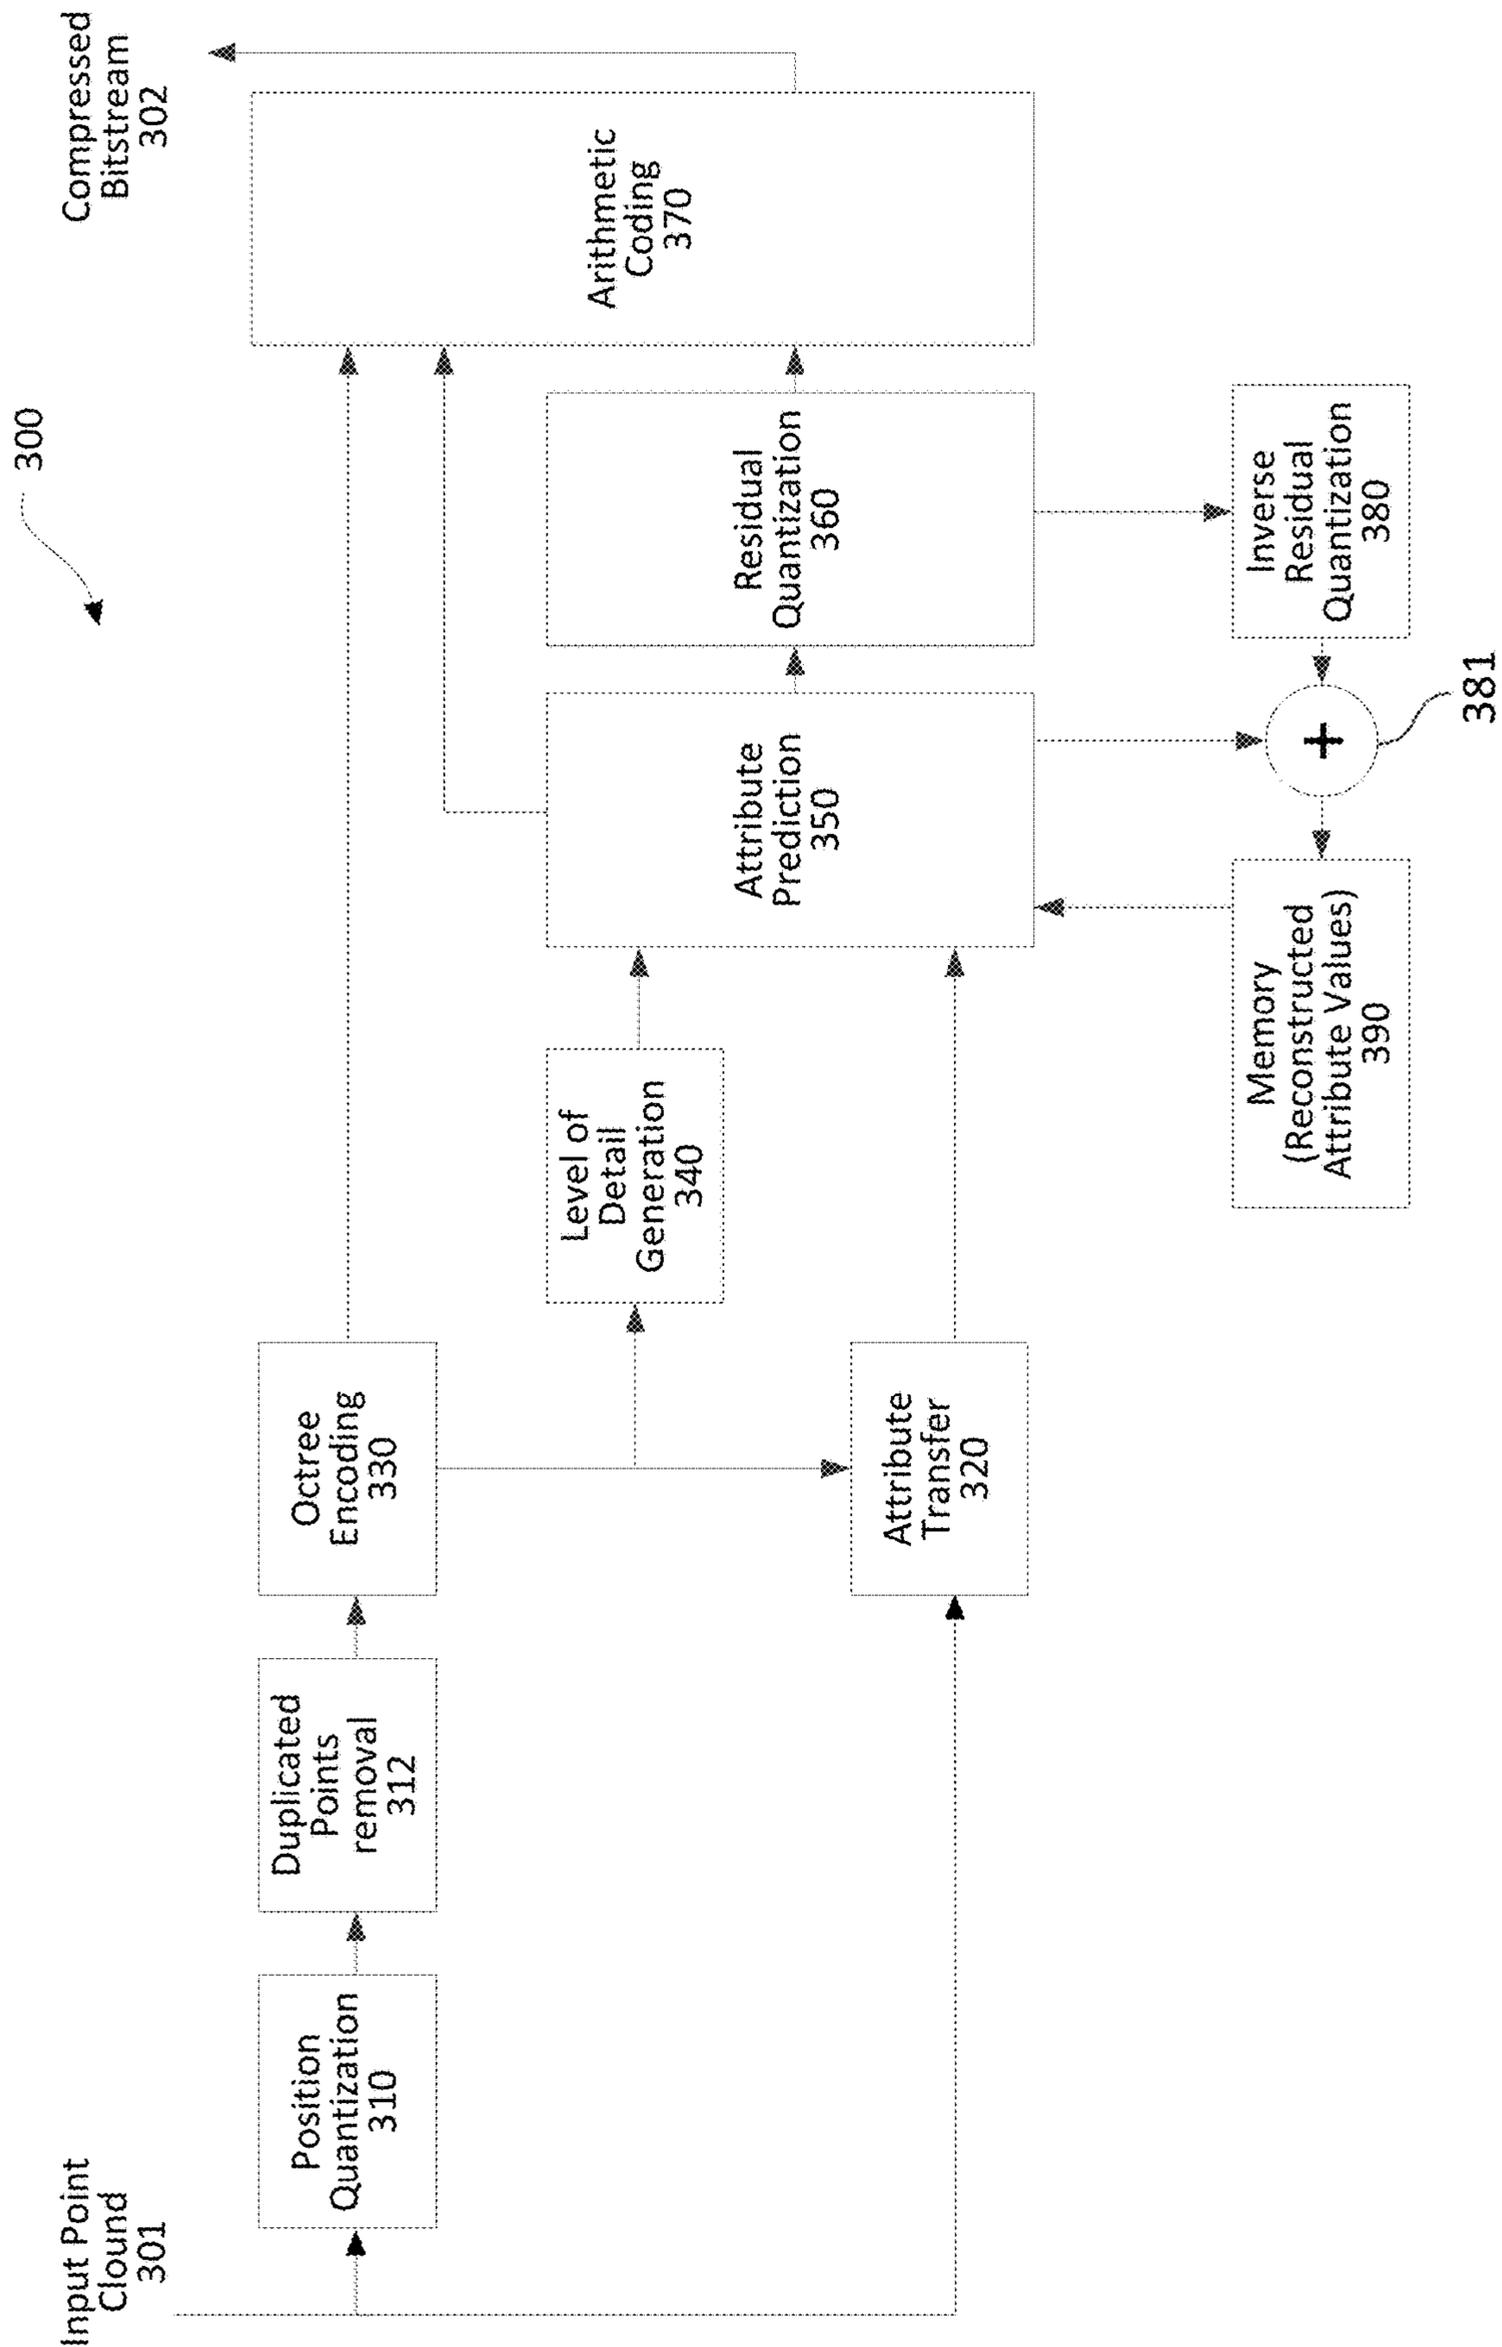 300
Input Point
Clound
301
Compressed
Bitstream
302
Position
Quantization
310
Duplicated
Points
removal
312
Octree
Encoding
330
Level of
Detail
Generation
340
Attribute
Transfer
320
Attribute
Prediction
350
Residual
Quantization
360
Arithmetic
Coding
370
Memory
(Reconstructed
Attribute Values)
390
+
381
Inverse
Residual
Quantization
380